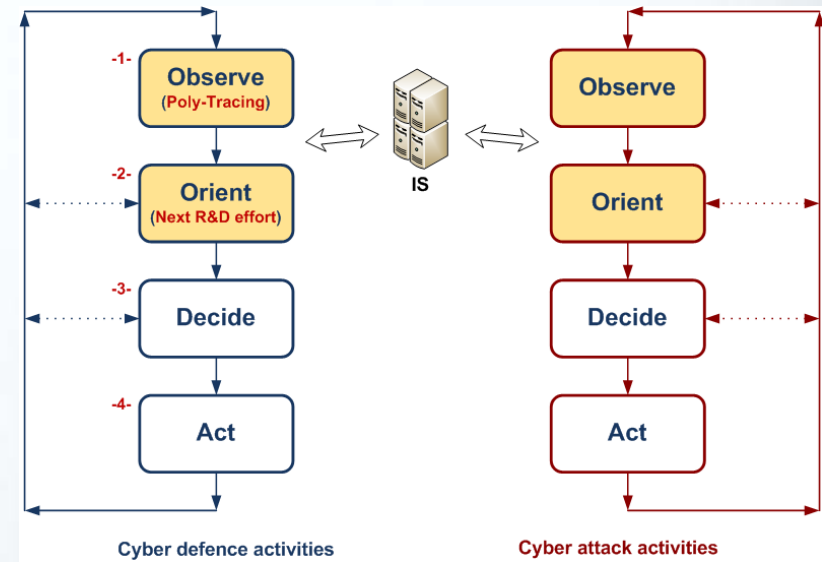 -1-
Observe
(Poly-Tracing)
-2-
Orient
(Next R&D effort)
-3-
Decide
-4-
Act
Cyber defence activities
IS
Observe
Orient
Decide
Act
Cyber attack activities